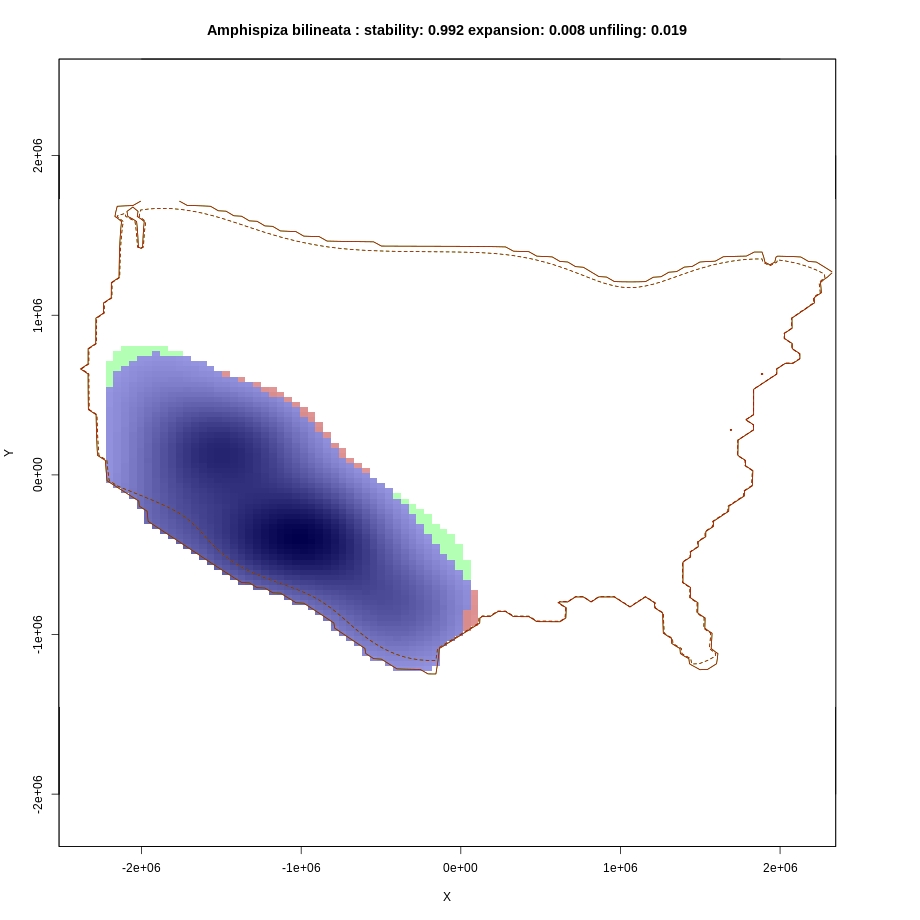 Amphispiza bilineata : stability: 0.992 expansion: 0.008 unfiling: 0.019
2e+06
1e+06
Y
0e+00
-1e+06
-2e+06
-2e+06 -1e+06 0e+00 1e+06 2e+06
X